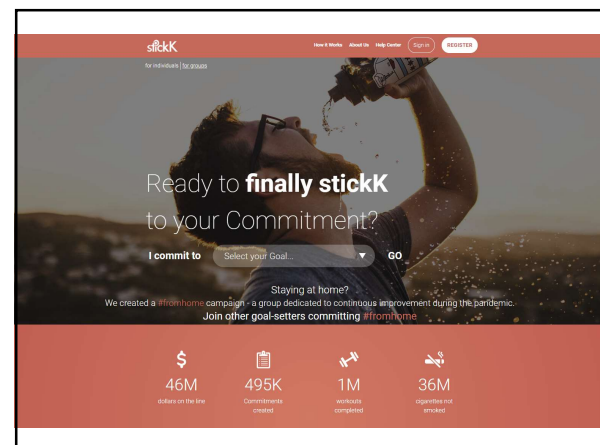 stickK
How It Works About Us Help Center Sign in REGISTER
for individuals | for groups
Ready to finally stickK
to your Commitment?
I commit to Select your Goal... GO
Staying at home?
We created a #fromhome campaign - a group dedicated to continuous improvement during the pandemic.
Join other goal-setters committing #fromhome
$
46M 495K 1M 36M
dollars on the line Commitments workouts cigarettes not
created completed smoked